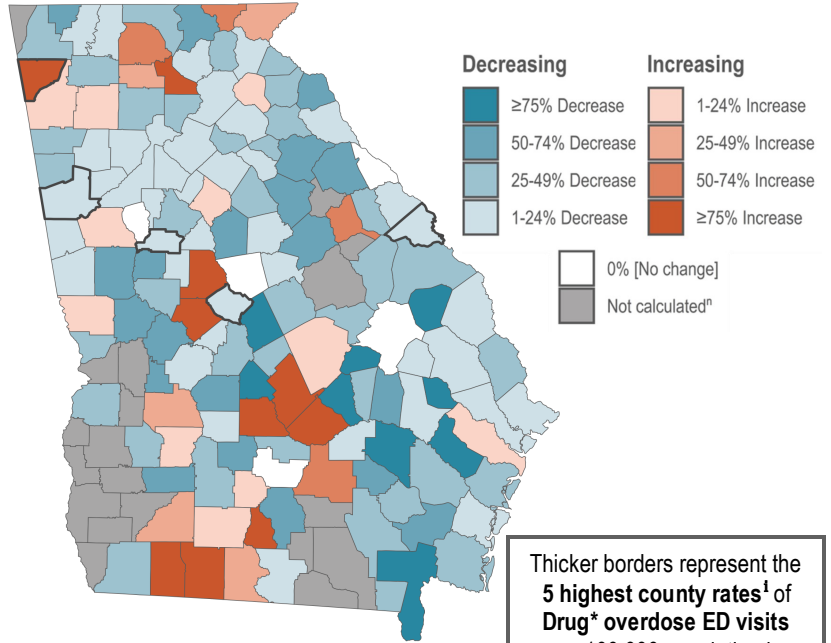 Decreasing
≥75% Decrease
50-74% Decrease
25-49% Decrease
1-24% Decrease
Increasing
1-24% Increase
25-49% Increase
50-74% Increase
≥75% Increase
0% [No change]
Not calculatedⁿ
Thicker borders represent the
5 highest county rates¹ of
Drug* overdose ED visits